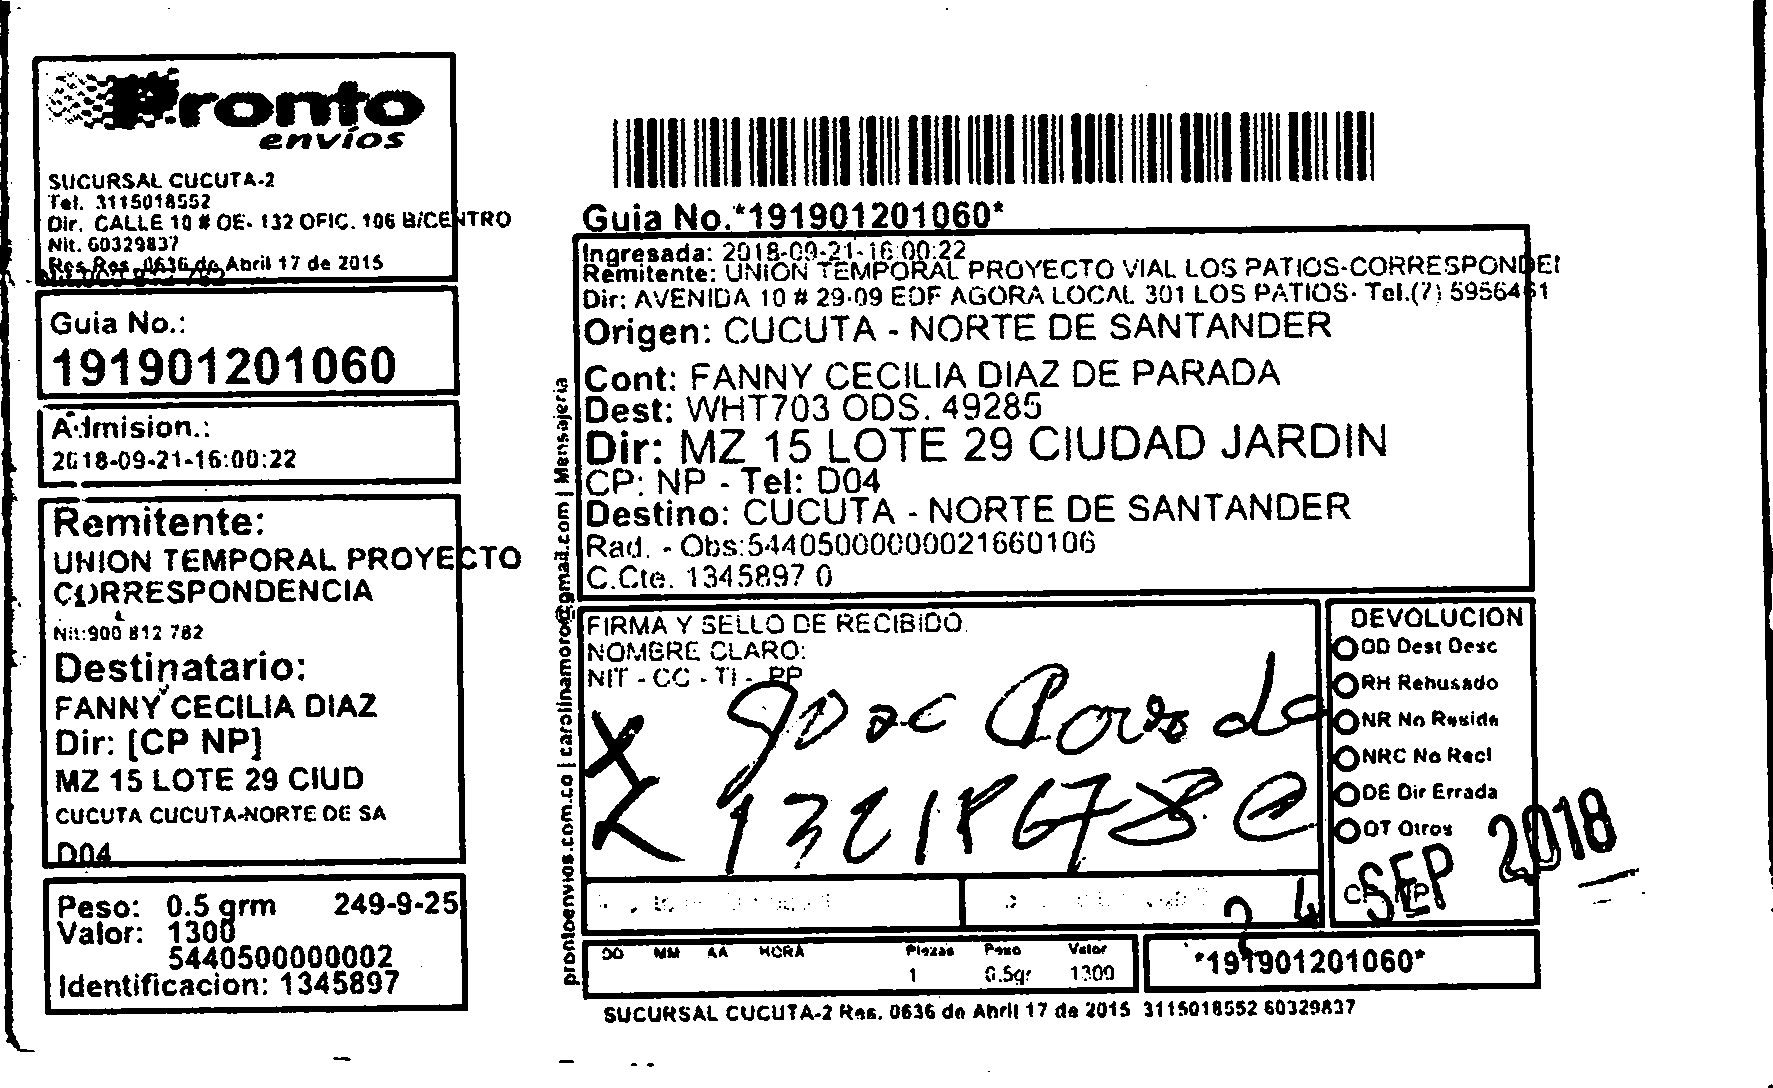 Pronto
envíos
SUCURSAL CUCUTA-2
Tel. 3115018552
Dir. CALLE 10 # OE- 132 OFIC. 106 B/CENTRO
Nit. 60329837
Res Res. 0636 de Abril 17 de 2015
Guia No.:
191901201060
Admision.:
2018-09-21-16:00:22
Remitente:
UNION TEMPORAL PROYECTO
CORRESPONDENCIA
Nit:900 812 782
Destinatario:
FANNY CECILIA DIAZ
Dir: [CP NP]
MZ 15 LOTE 29 CIUD
CUCUTA CUCUTA-NORTE DE SA
D04
Peso: 0.5 grm 249-9-25
Valor: 1300
5440500000002
Identificacion: 1345897
prontoenvios.com.co | carolinamoro@gmail.com | Mensajeria
Guia No.*191901201060*
Ingresada: 2018-09-21-16:00:22
Remitente: UNION TEMPORAL PROYECTO VIAL LOS PATIOS-CORRESPONDEI
Dir: AVENIDA 10 # 29-09 EDF AGORA LOCAL 301 LOS PATIOS- Tel.(7) 5956461
Origen: CUCUTA - NORTE DE SANTANDER
Cont: FANNY CECILIA DIAZ DE PARADA
Dest: WHT703 ODS. 49285
Dir: MZ 15 LOTE 29 CIUDAD JARDIN
CP: NP - Tel: D04
Destino: CUCUTA - NORTE DE SANTANDER
Rad. - Obs:54405000000021660106
C.Cte. 1345897 0
FIRMA Y SELLO DE RECIBIDO
NOMBRE CLARO:
NIT - CC - TI - PP
X
DEVOLUCION
DD Dest Desc
RH Rehusado
NR No Reside
NRC No Recl
DE Dir Errada
OT Otros
24 SEP 2018
DD MM AA HORA Piezas Peso Valor
1 0.5gr 1300
*191901201060*
SUCURSAL CUCUTA-2 Res. 0636 de Abril 17 de 2015 3115018552 60329837